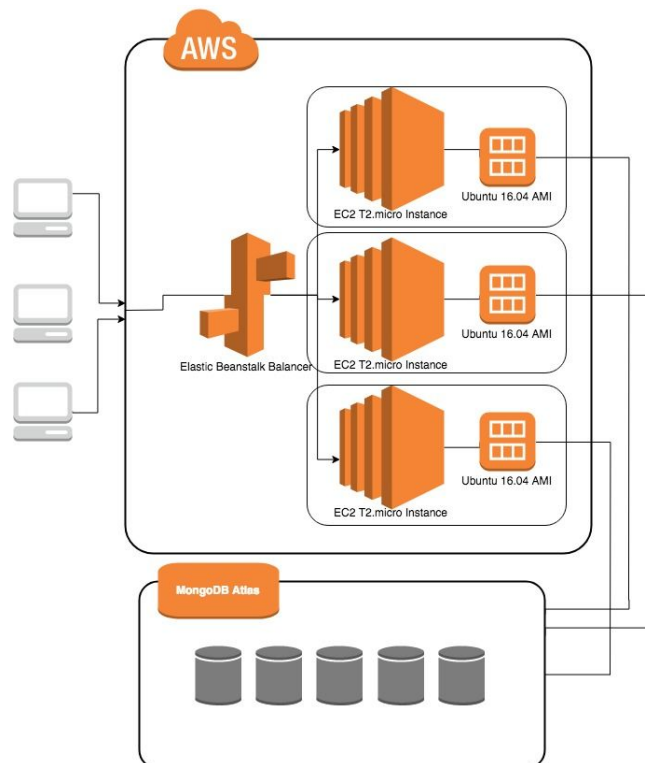 AWS
EC2 T2.micro Instance
Ubuntu 16.04 AMI
Elastic Beanstalk Balancer
EC2 T2.micro Instance
Ubuntu 16.04 AMI
EC2 T2.micro Instance
Ubuntu 16.04 AMI
MongoDB Atlas